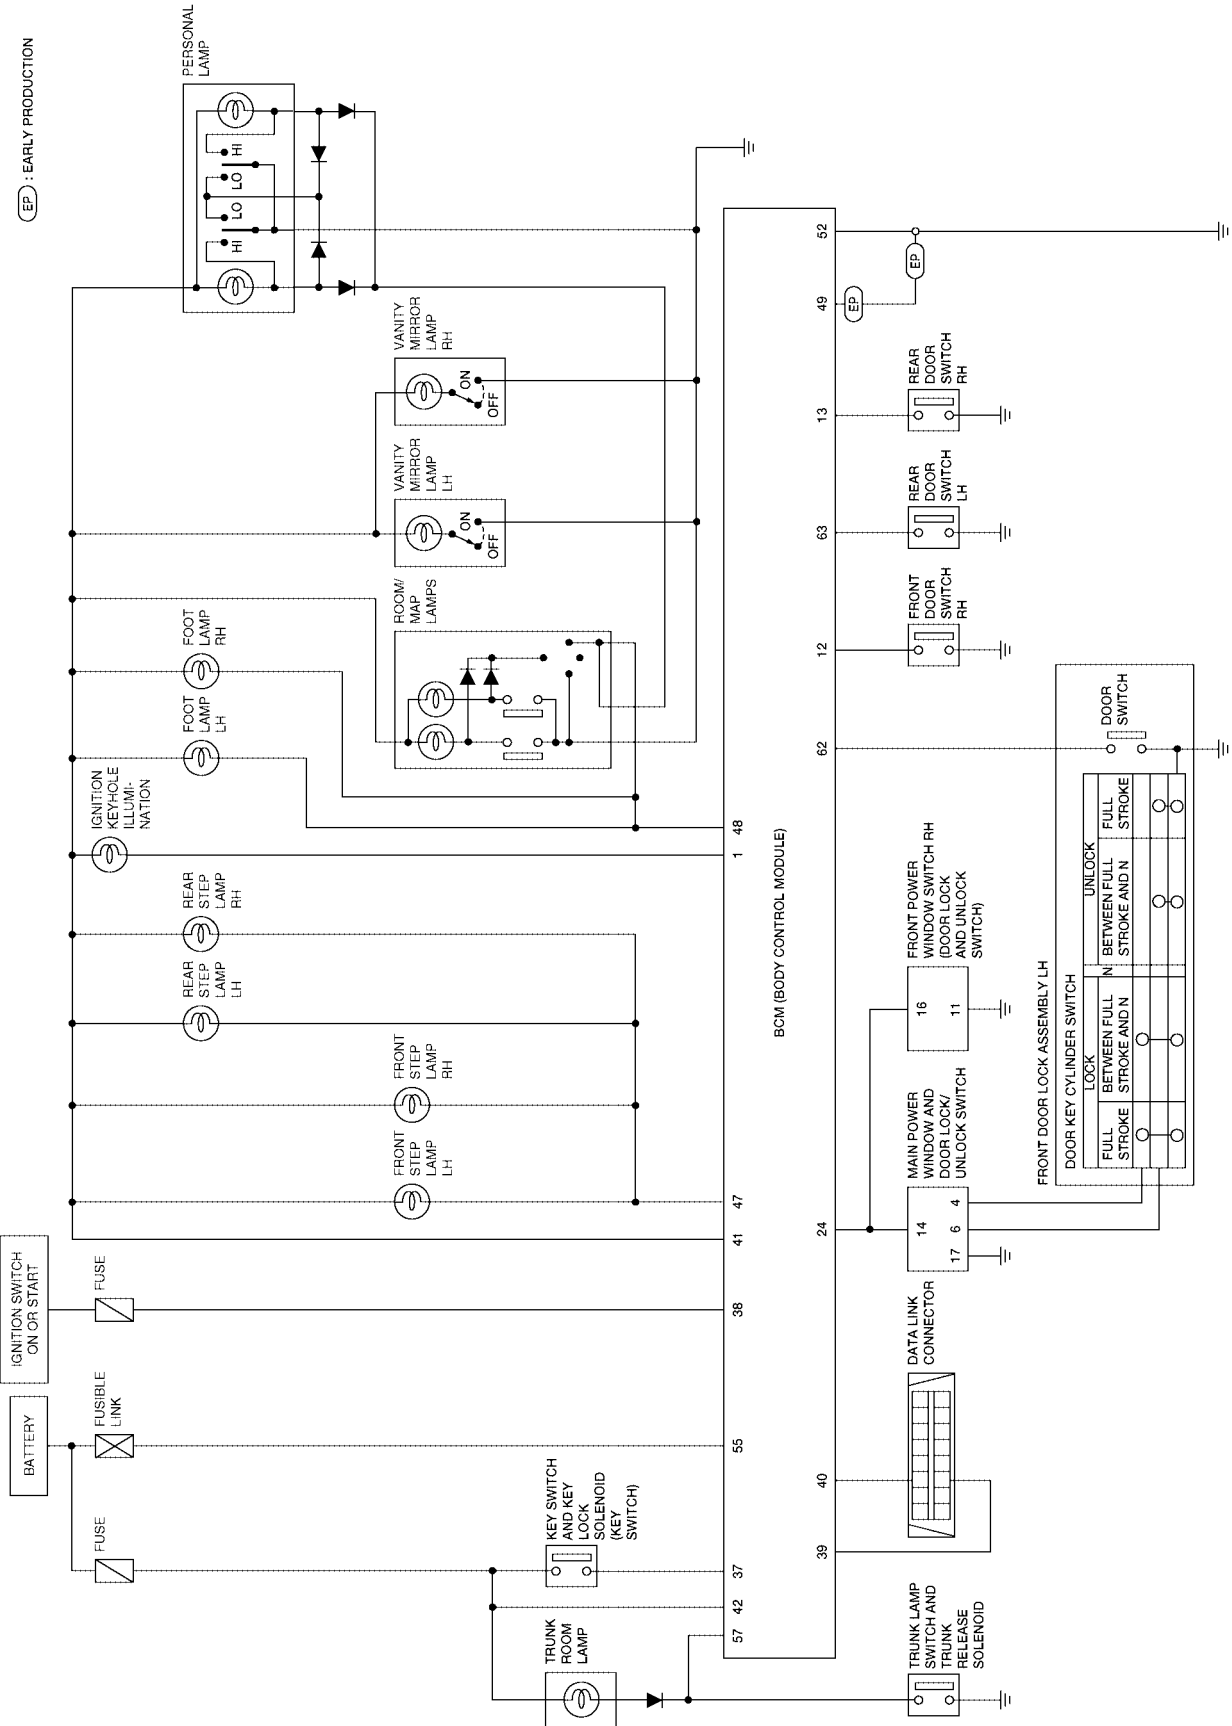 EP : EARLY PRODUCTION
BATTERY
IGNITION SWITCH
ON OR START
FUSE
FUSIBLE
LINK
FUSE
IGNITION
KEYHOLE
ILLUMI-
NATION
FOOT
LAMP
LH
FOOT
LAMP
RH
PERSONAL
LAMP
HI
LO
LO
HI
REAR
STEP
LAMP
LH
REAR
STEP
LAMP
RH
FRONT
STEP
LAMP
LH
FRONT
STEP
LAMP
RH
ROOM/
MAP
LAMPS
VANITY
MIRROR
LAMP
LH
ON
OFF
VANITY
MIRROR
LAMP
RH
ON
OFF
TRUNK
ROOM
LAMP
KEY SWITCH
AND KEY
LOCK
SOLENOID
(KEY
SWITCH)
57
42
37
55
38
41
47
1
48
BCM (BODY CONTROL MODULE)
39
40
24
62
12
63
13
49
52
EP
EP
TRUNK LAMP
SWITCH AND
TRUNK
RELEASE
SOLENOID
DATA LINK
CONNECTOR
MAIN POWER
WINDOW AND
DOOR LOCK/
UNLOCK SWITCH
14
17
6
4
FRONT POWER
WINDOW SWITCH RH
(DOOR LOCK
AND UNLOCK
SWITCH)
16
11
FRONT
DOOR
SWITCH
RH
REAR
DOOR
SWITCH
LH
REAR
DOOR
SWITCH
RH
FRONT DOOR LOCK ASSEMBLY LH
DOOR KEY CYLINDER SWITCH
LOCK
N
UNLOCK
FULL
STROKE
BETWEEN FULL
STROKE AND N
BETWEEN FULL
STROKE AND N
FULL
STROKE
DOOR
SWITCH